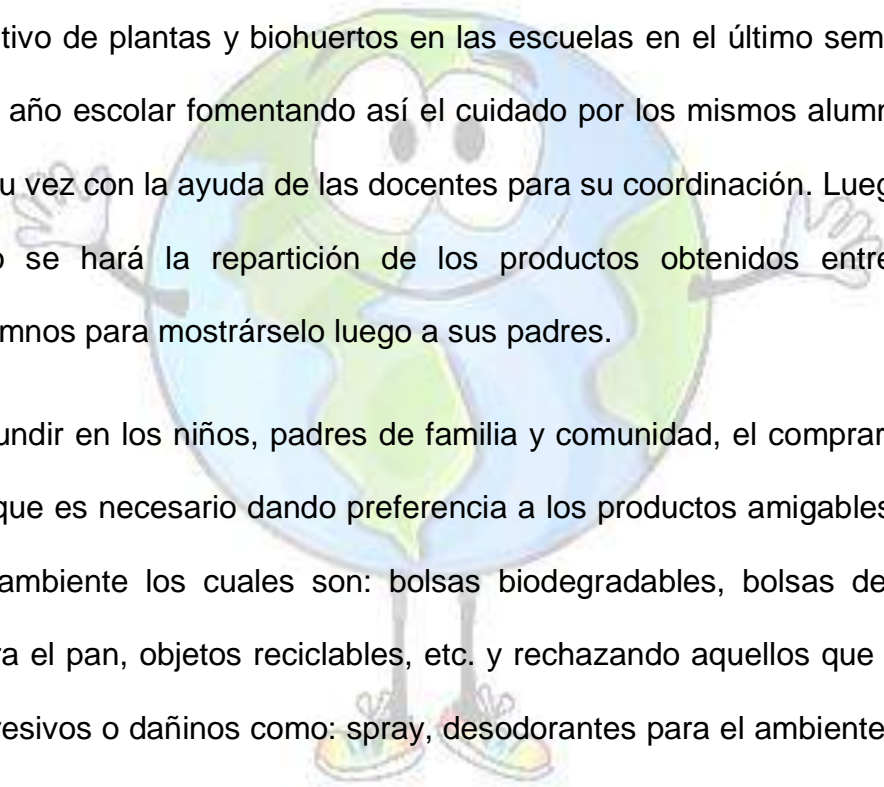 tivo de plantas y biohuertos en las escuelas en el último sem
año escolar fomentando así el cuidado por los mismos alumn
u vez con la ayuda de las docentes para su coordinación. Lueg
o se hará la repartición de los productos obtenidos entre
mnos para mostrárselo luego a sus padres.
undir en los niños, padres de familia y comunidad, el comprar
que es necesario dando preferencia a los productos amigables
ambiente los cuales son: bolsas biodegradables, bolsas de
a el pan, objetos reciclables, etc. y rechazando aquellos que
resivos o dañinos como: spray, desodorantes para el ambiente